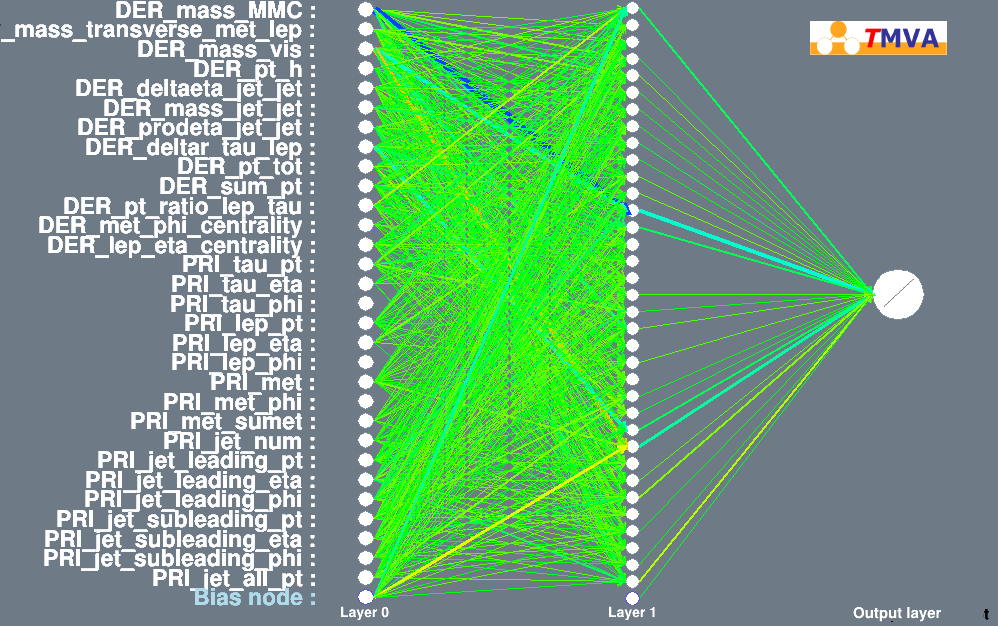 DER_mass_MMC :
_mass_transverse_met_lep :
DER_mass_vis :
DER_pt_h :
DER_deltaeta_jet_jet :
DER_mass_jet_jet :
DER_prodeta_jet_jet :
DER_deltar_tau_lep :
DER_pt_tot :
DER_sum_pt :
DER_pt_ratio_lep_tau :
DER_met_phi_centrality :
DER_lep_eta_centrality :
PRI_tau_pt :
PRI_tau_eta :
PRI_tau_phi :
PRI_lep_pt :
PRI_lep_eta :
PRI_lep_phi :
PRI_met :
PRI_met_phi :
PRI_met_sumet :
PRI_jet_num :
PRI_jet_leading_pt :
PRI_jet_leading_eta :
PRI_jet_leading_phi :
PRI_jet_subleading_pt :
PRI_jet_subleading_eta :
PRI_jet_subleading_phi :
PRI_jet_all_pt :
Bias node :
TMVA
Layer 0
Layer 1
Output layer
t